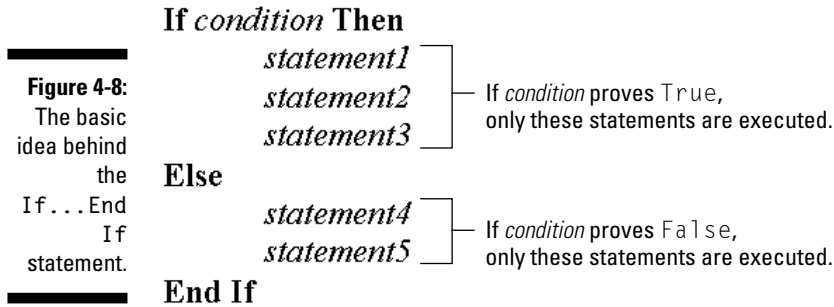 If condition Then
statement1
statement2
statement3
If condition proves True,
only these statements are executed.
Else
statement4
statement5
If condition proves False,
only these statements are executed.
End If
Figure 4-8:
The basic
idea behind
the
If...End
If
statement.